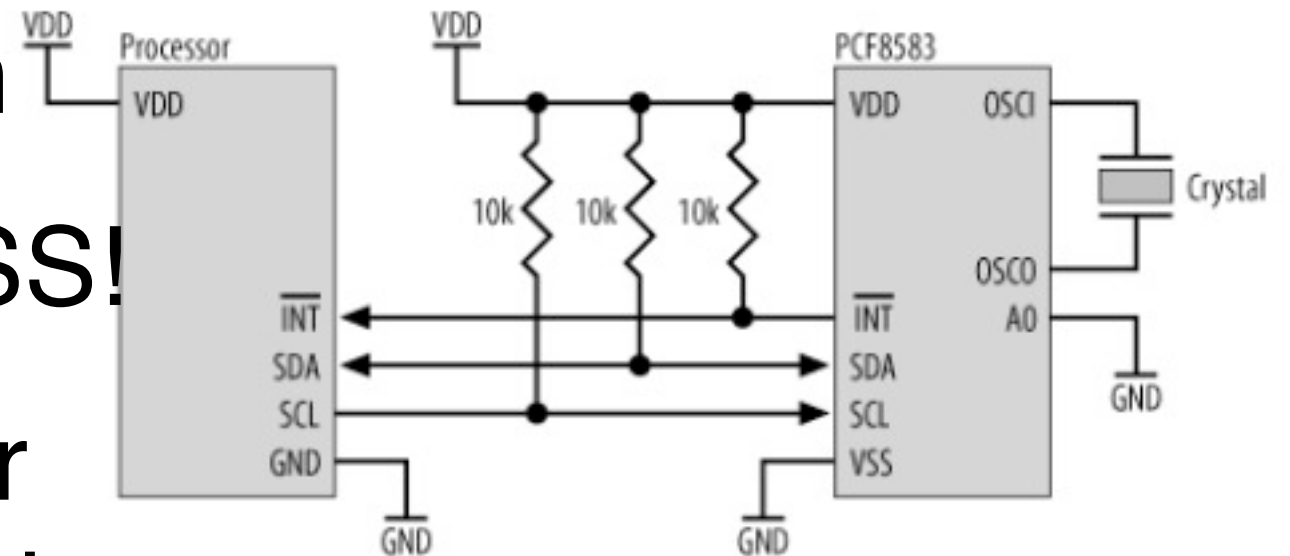 VDD
VDD
Processor
PCF8583
VDD
VDD
OSCI
10k
10k
10k
Crystal
SS!
OSCO
INT
INT
A0
SDA
SDA
GND
SCL
SCL
r
GND
VSS
GND
GND